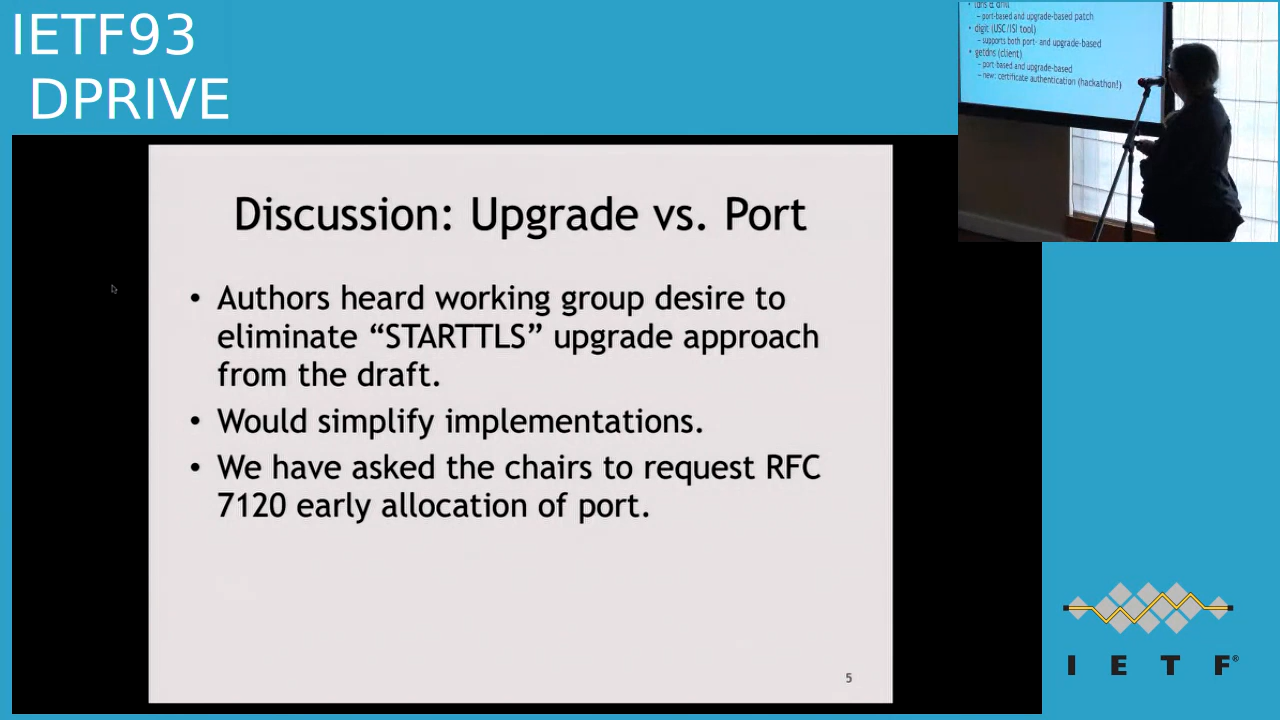 IETF93
DPRIVE
– port-based and upgrade-based patch
• digit (USC/ISI tool)
– supports both port- and upgrade-based
• getdns (client)
– port-based and upgrade-based
– new: certificate authentication (hackathon!)
Discussion: Upgrade vs. Port
• Authors heard working group desire to
eliminate “STARTTLS” upgrade approach
from the draft.
• Would simplify implementations.
• We have asked the chairs to request RFC
7120 early allocation of port.
5
I E T F®